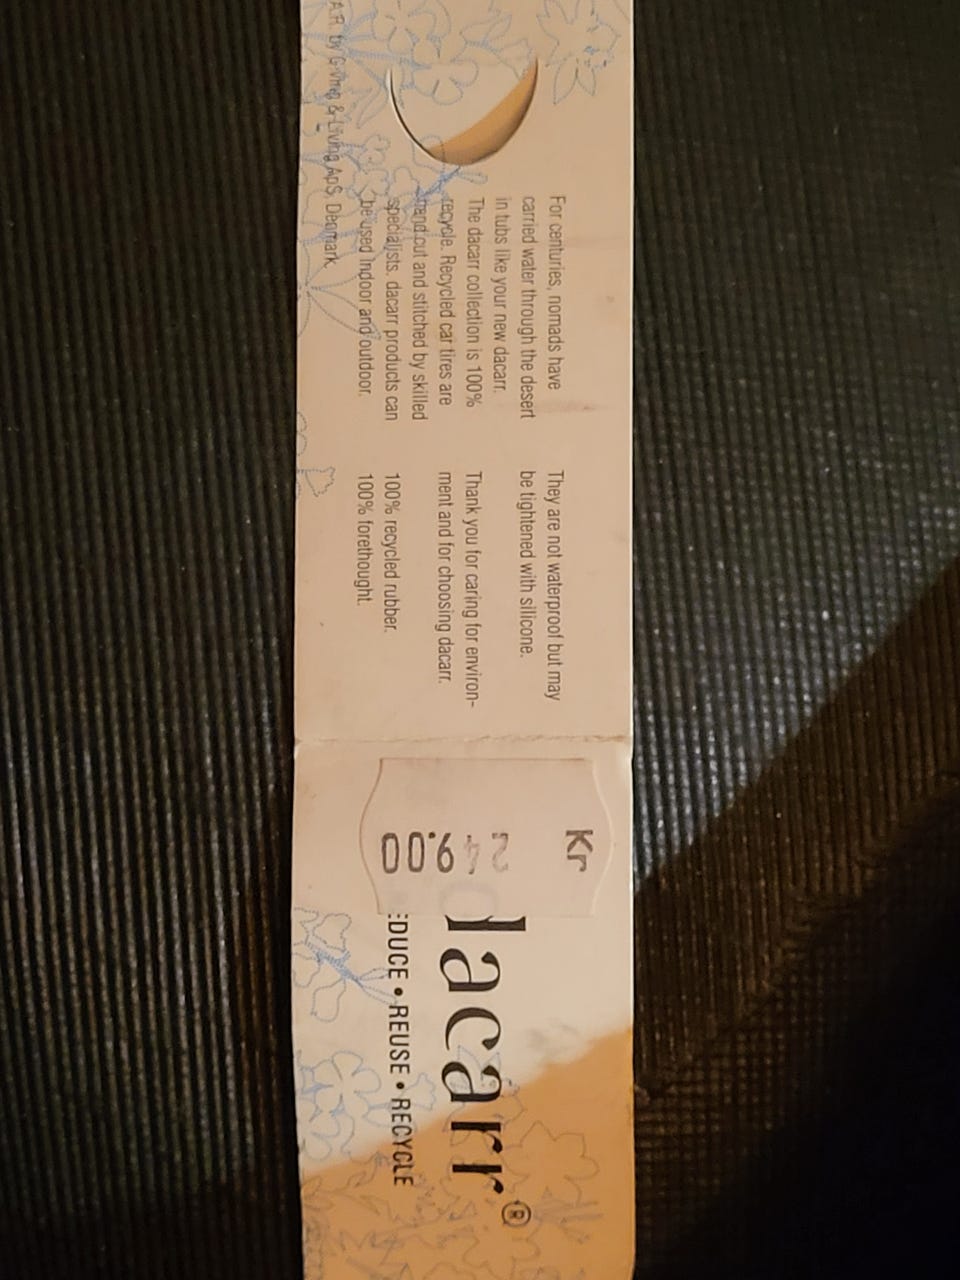 For centuries, nomads have
carried water through the desert
in tubs like your new dacarr.
The dacarr collection is 100%
recycle. Recycled car tires are
hand cut and stitched by skilled
specialists. dacarr products can
be used Indoor and outdoor.
They are not waterproof but may
be tightened with silicone.
Thank you for caring for environ-
ment and for choosing dacarr.
100% recycled rubber.
100% forethought.
Living ApS, Denmark.
Kr
249.00
dacarr®
EDUCE • REUSE • RECYCLE